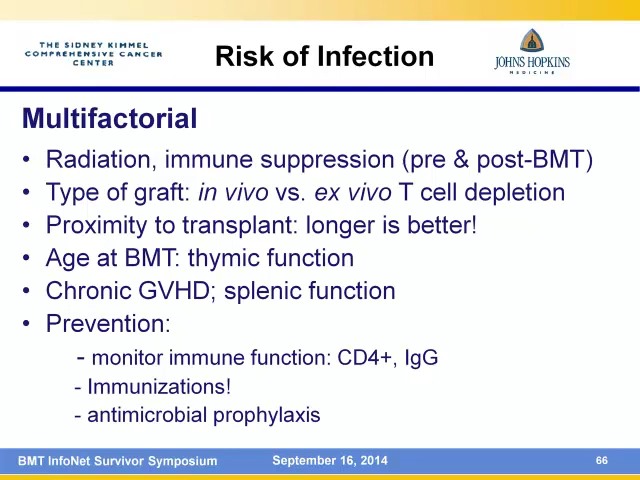 THE SIDNEY KIMMEL
COMPREHENSIVE CANCER
CENTER
Risk of Infection
JOHNS HOPKINS
MEDICINE
Multifactorial
• Radiation, immune suppression (pre & post-BMT)
• Type of graft: in vivo vs. ex vivo T cell depletion
• Proximity to transplant: longer is better!
• Age at BMT: thymic function
• Chronic GVHD; splenic function
• Prevention:
- monitor immune function: CD4+, IgG
- Immunizations!
- antimicrobial prophylaxis
BMT InfoNet Survivor Symposium
September 16, 2014
66